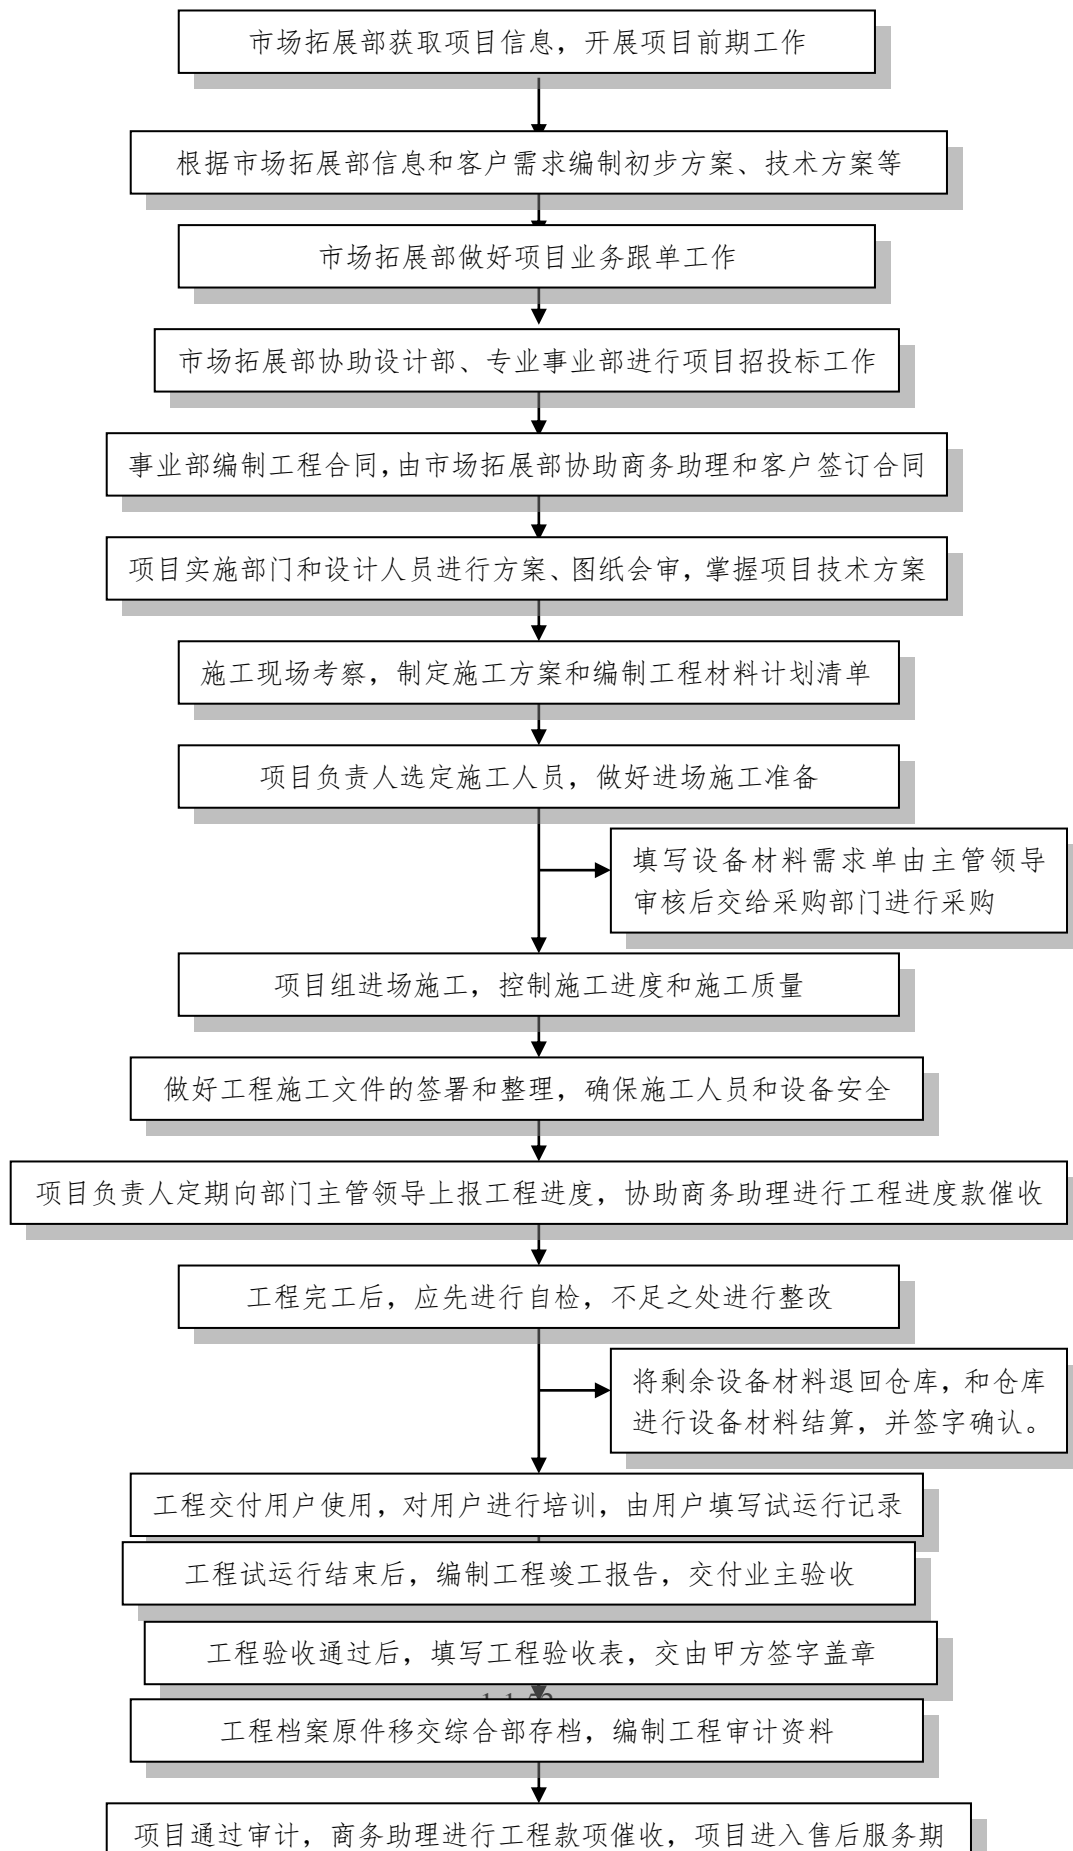 市场拓展部获取项目信息，开展项目前期工作
根据市场拓展部信息和客户需求编制初步方案、技术方案等
市场拓展部做好项目业务跟单工作
市场拓展部协助设计部、专业事业部进行项目招投标工作
事业部编制工程合同，由市场拓展部协助商务助理和客户签订合同
项目实施部门和设计人员进行方案、图纸会审，掌握项目技术方案
施工现场考察，制定施工方案和编制工程材料计划清单
项目负责人选定施工人员，做好进场施工准备
填写设备材料需求单由主管领导
审核后交给采购部门进行采购
项目组进场施工，控制施工进度和施工质量
做好工程施工文件的签署和整理，确保施工人员和设备安全
项目负责人定期向部门主管领导上报工程进度，协助商务助理进行工程进度款催收
工程完工后，应先进行自检，不足之处进行整改
将剩余设备材料退回仓库，和仓库
进行设备材料结算，并签字确认。
工程交付用户使用，对用户进行培训，由用户填写试运行记录
工程试运行结束后，编制工程竣工报告，交付业主验收
工程验收通过后，填写工程验收表，交由甲方签字盖章
工程档案原件移交综合部存档，编制工程审计资料
项目通过审计，商务助理进行工程款项催收，项目进入售后服务期